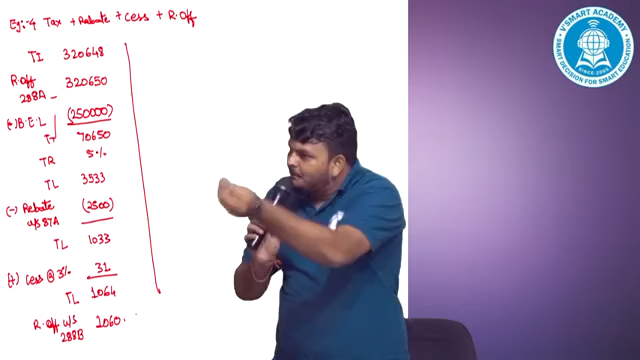 Eg:-4 Tax + Rebate + Cess + R.Off
TI 320648
R.Off 288A 320650
(-) B.E.L (250000)
TI 70650
TR 5%
TL 3533
(-) Rebate u/s 87A (2500)
TL 1033
(+) Cess @ 3% 31
TL 1064
R.Off u/s 288B 1060.
V'SMART ACADEMY
SINCE-2020
SMART DECISION FOR SMART EDUCATION